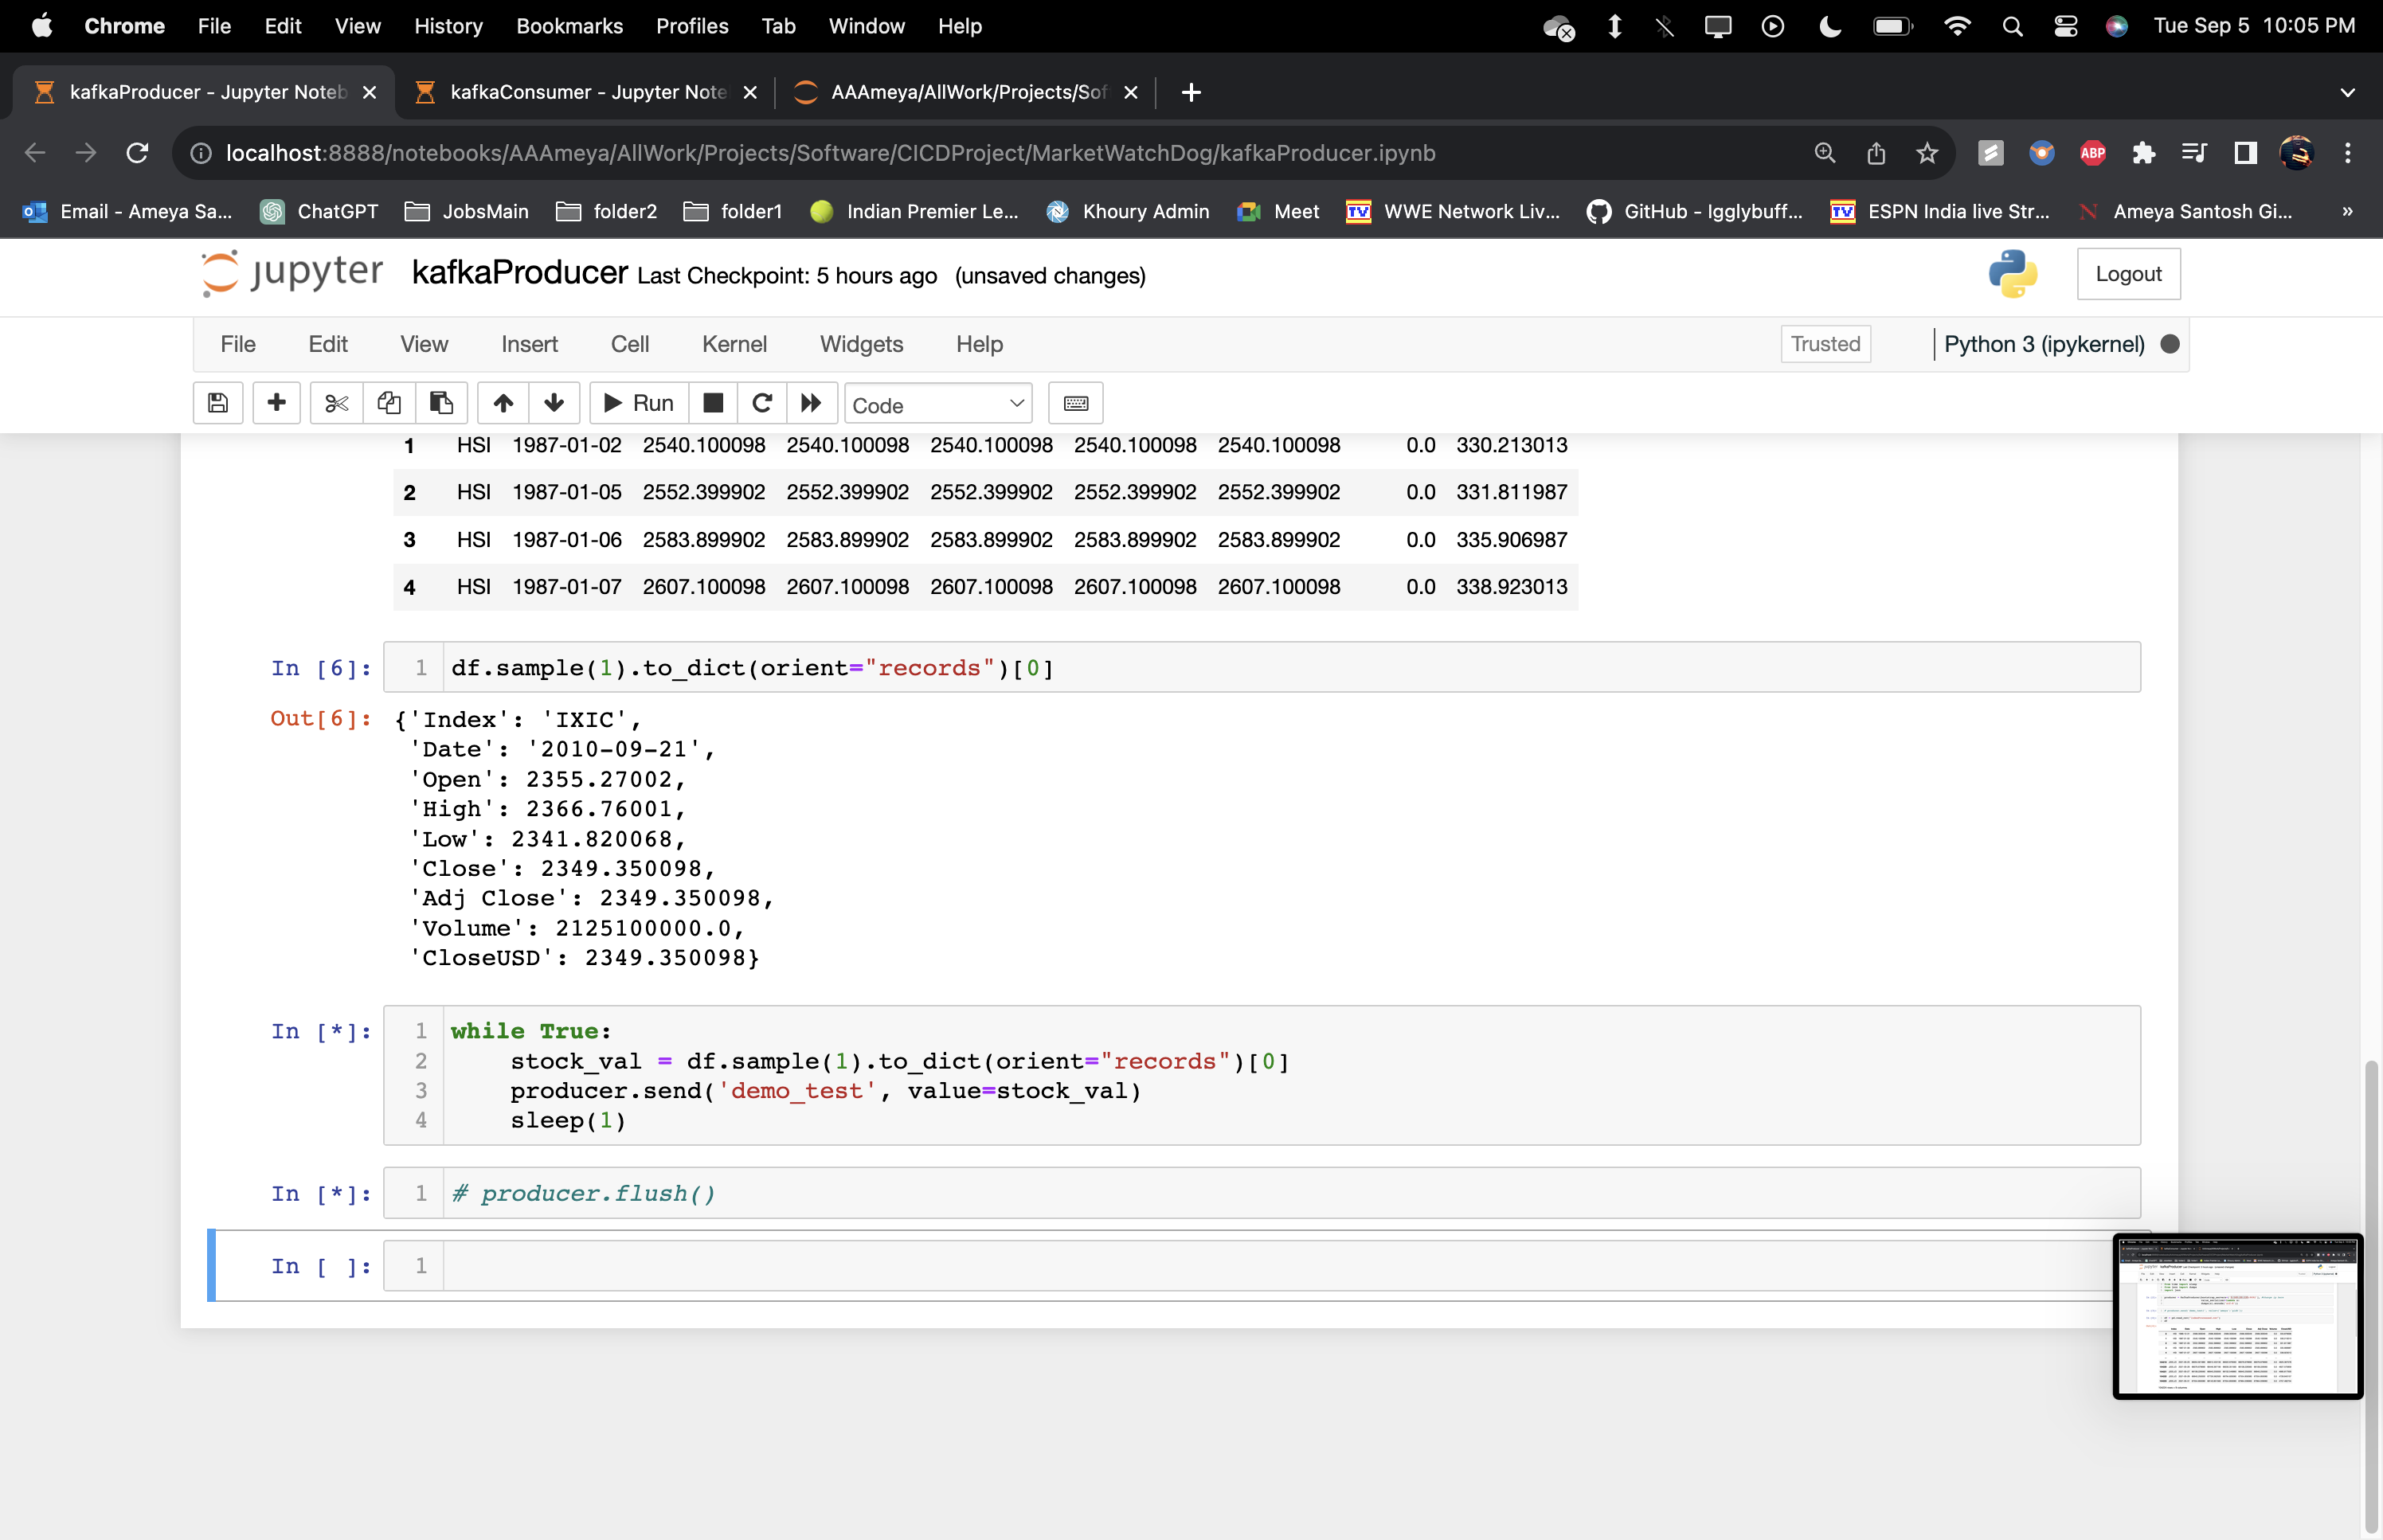 Chrome File Edit View History Bookmarks Profiles Tab Window Help Tue Sep 5 10:05 PM
kafkaProducer - Jupyter Noteb kafkaConsumer - Jupyter Note AAAmeya/AllWork/Projects/Sof
localhost:8888/notebooks/AAAmeya/AllWork/Projects/Software/CICDProject/MarketWatchDog/kafkaProducer.ipynb ABP
Email - Ameya Sa... ChatGPT JobsMain folder2 folder1 Indian Premier Le... Khoury Admin Meet TV WWE Network Liv... GitHub - Igglybuff... TV ESPN India live Str... N Ameya Santosh Gi... »
jupyter kafkaProducer Last Checkpoint: 5 hours ago (unsaved changes) Logout
File Edit View Insert Cell Kernel Widgets Help Trusted Python 3 (ipykernel)
Run Code
1 HSI 1987-01-02 2540.100098 2540.100098 2540.100098 2540.100098 2540.100098 0.0 330.213013
2 HSI 1987-01-05 2552.399902 2552.399902 2552.399902 2552.399902 2552.399902 0.0 331.811987
3 HSI 1987-01-06 2583.899902 2583.899902 2583.899902 2583.899902 2583.899902 0.0 335.906987
4 HSI 1987-01-07 2607.100098 2607.100098 2607.100098 2607.100098 2607.100098 0.0 338.923013
In [6]: 1 df.sample(1).to_dict(orient="records")[0]
Out[6]: {'Index': 'IXIC',
'Date': '2010-09-21',
'Open': 2355.27002,
'High': 2366.76001,
'Low': 2341.820068,
'Close': 2349.350098,
'Adj Close': 2349.350098,
'Volume': 2125100000.0,
'CloseUSD': 2349.350098}
In [*]: 1 while True:
2 stock_val = df.sample(1).to_dict(orient="records")[0]
3 producer.send('demo_test', value=stock_val)
4 sleep(1)
In [*]: 1 # producer.flush()
In [ ]: 1